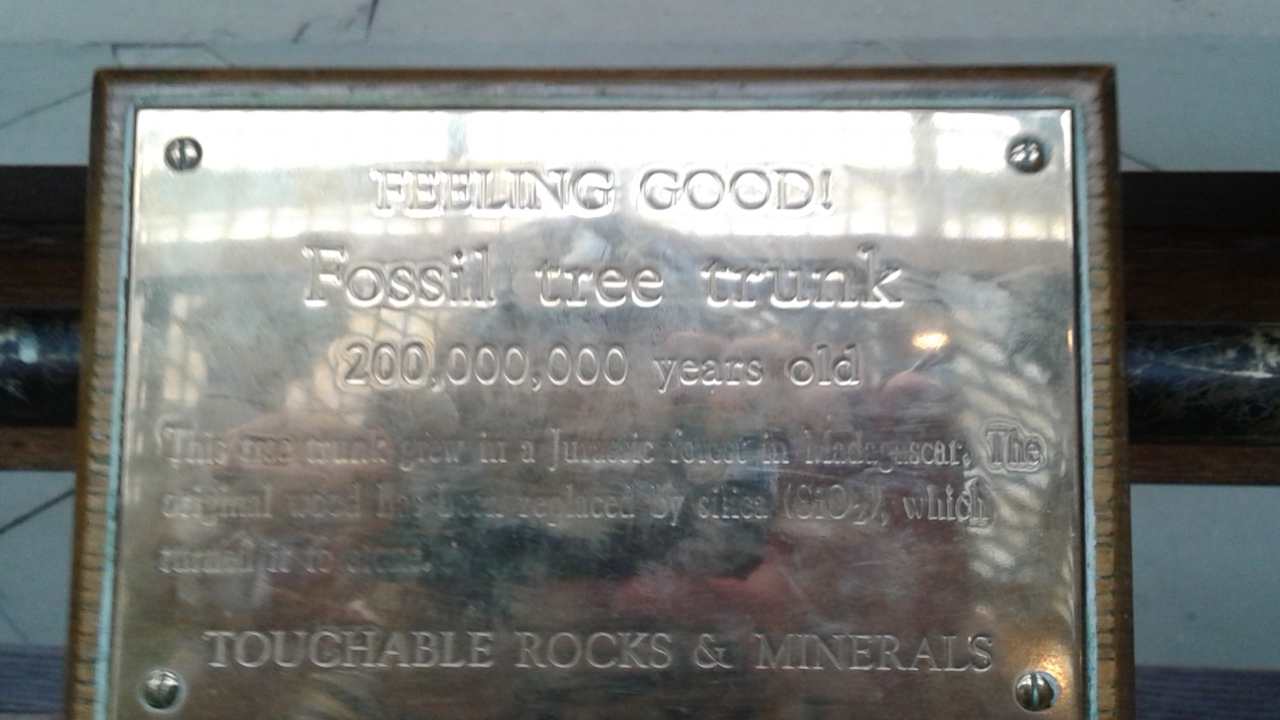 FEELING GOOD!
Fossil tree trunk
200,000,000 years old
This tree trunk grew in a Jurassic forest in Madagascar. The
original wood has been replaced by silica (SiO₂), which
turned it to stone.
TOUCHABLE ROCKS & MINERALS